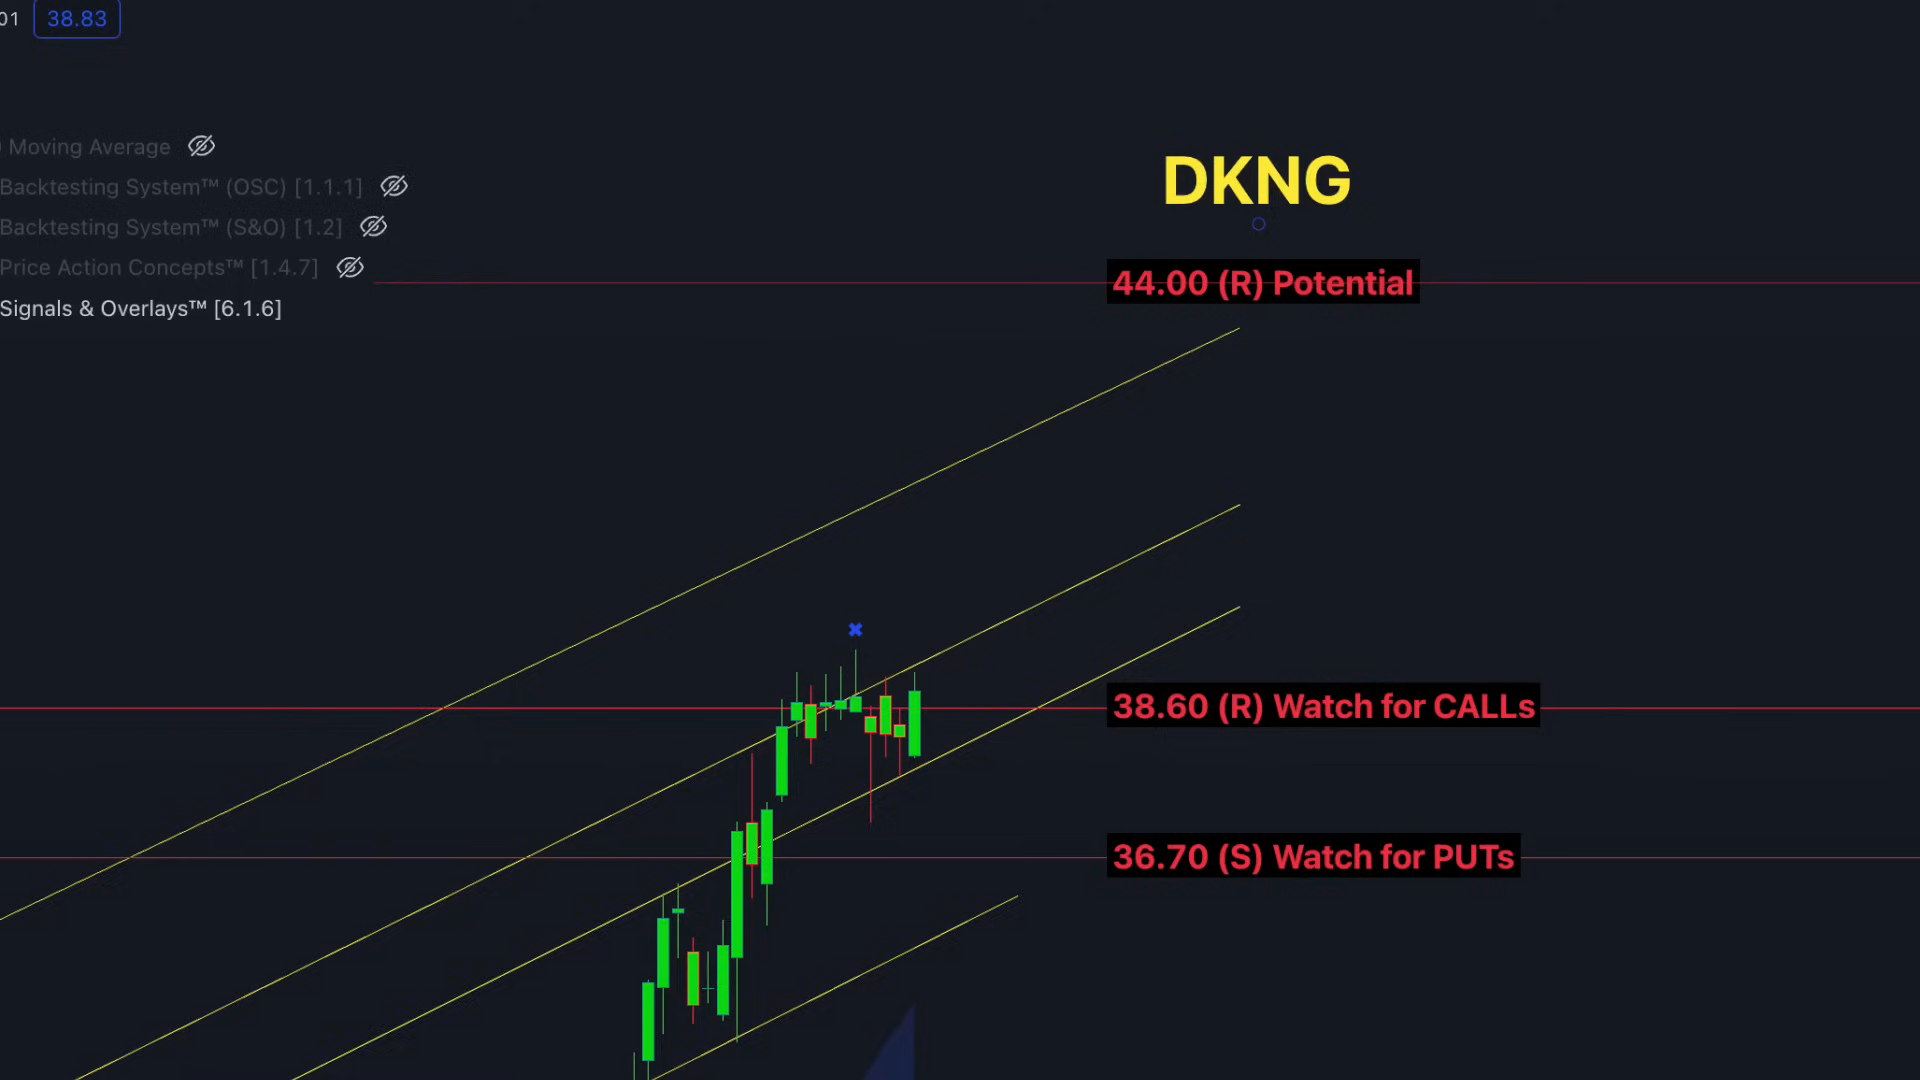 01 38.83
Moving Average
Backtesting System™ (OSC) [1.1.1]
Backtesting System™ (S&O) [1.2]
Price Action Concepts™ [1.4.7]
Signals & Overlays™ [6.1.6]
DKNG
44.00 (R) Potential
38.60 (R) Watch for CALLs
36.70 (S) Watch for PUTs